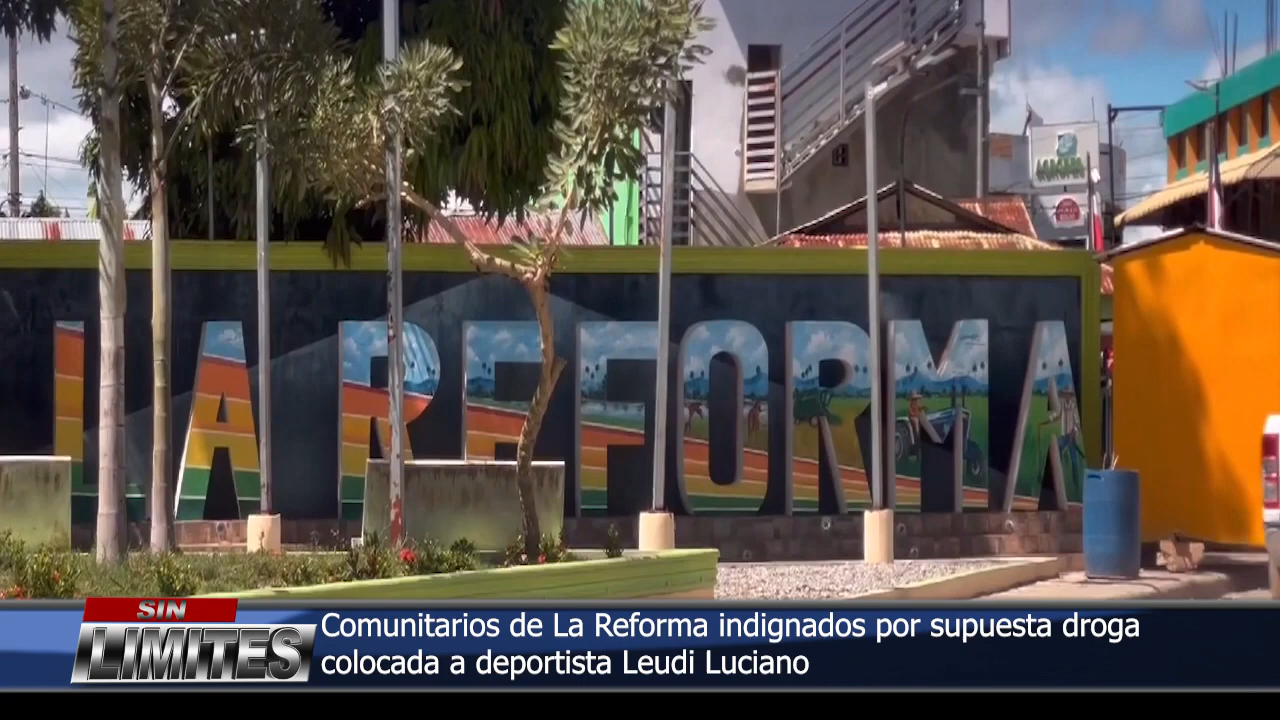 LA REFORMA
SIN
LIMITES
Comunitarios de La Reforma indignados por supuesta droga
colocada a deportista Leudi Luciano